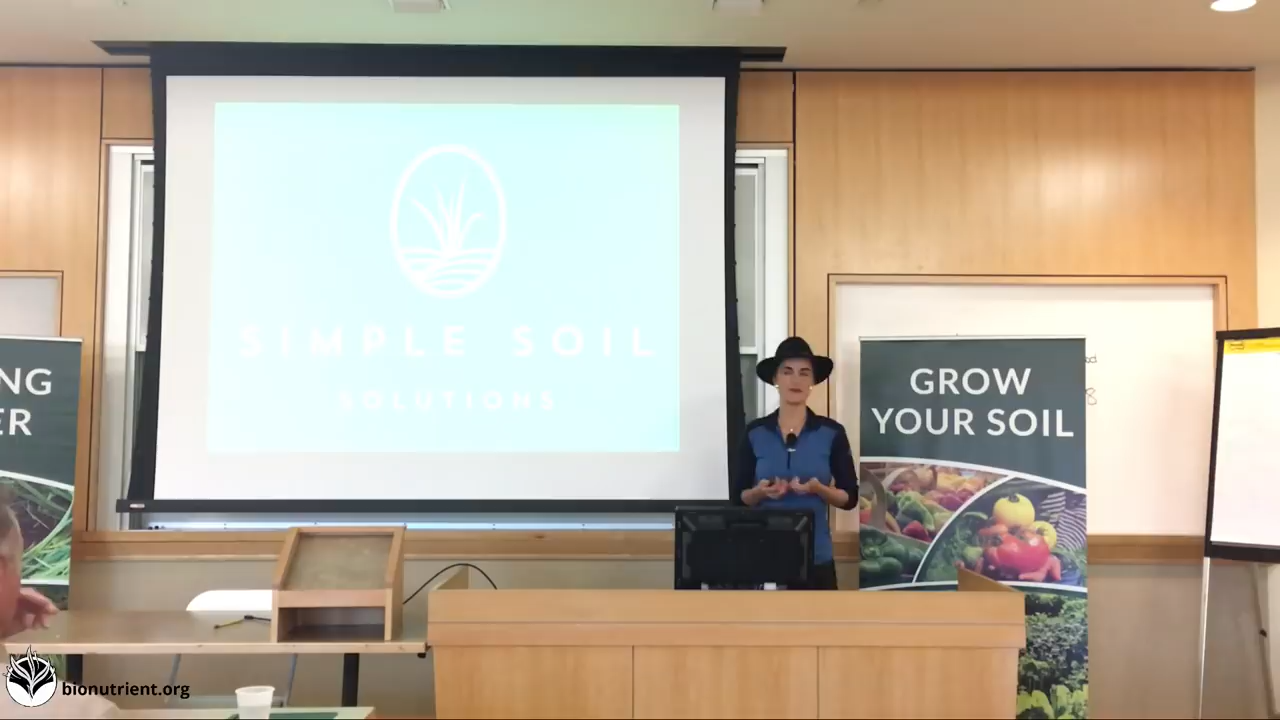 SIMPLE SOIL
SOLUTIONS
NG
ER
GROW
YOUR SOIL
bionutrient.org